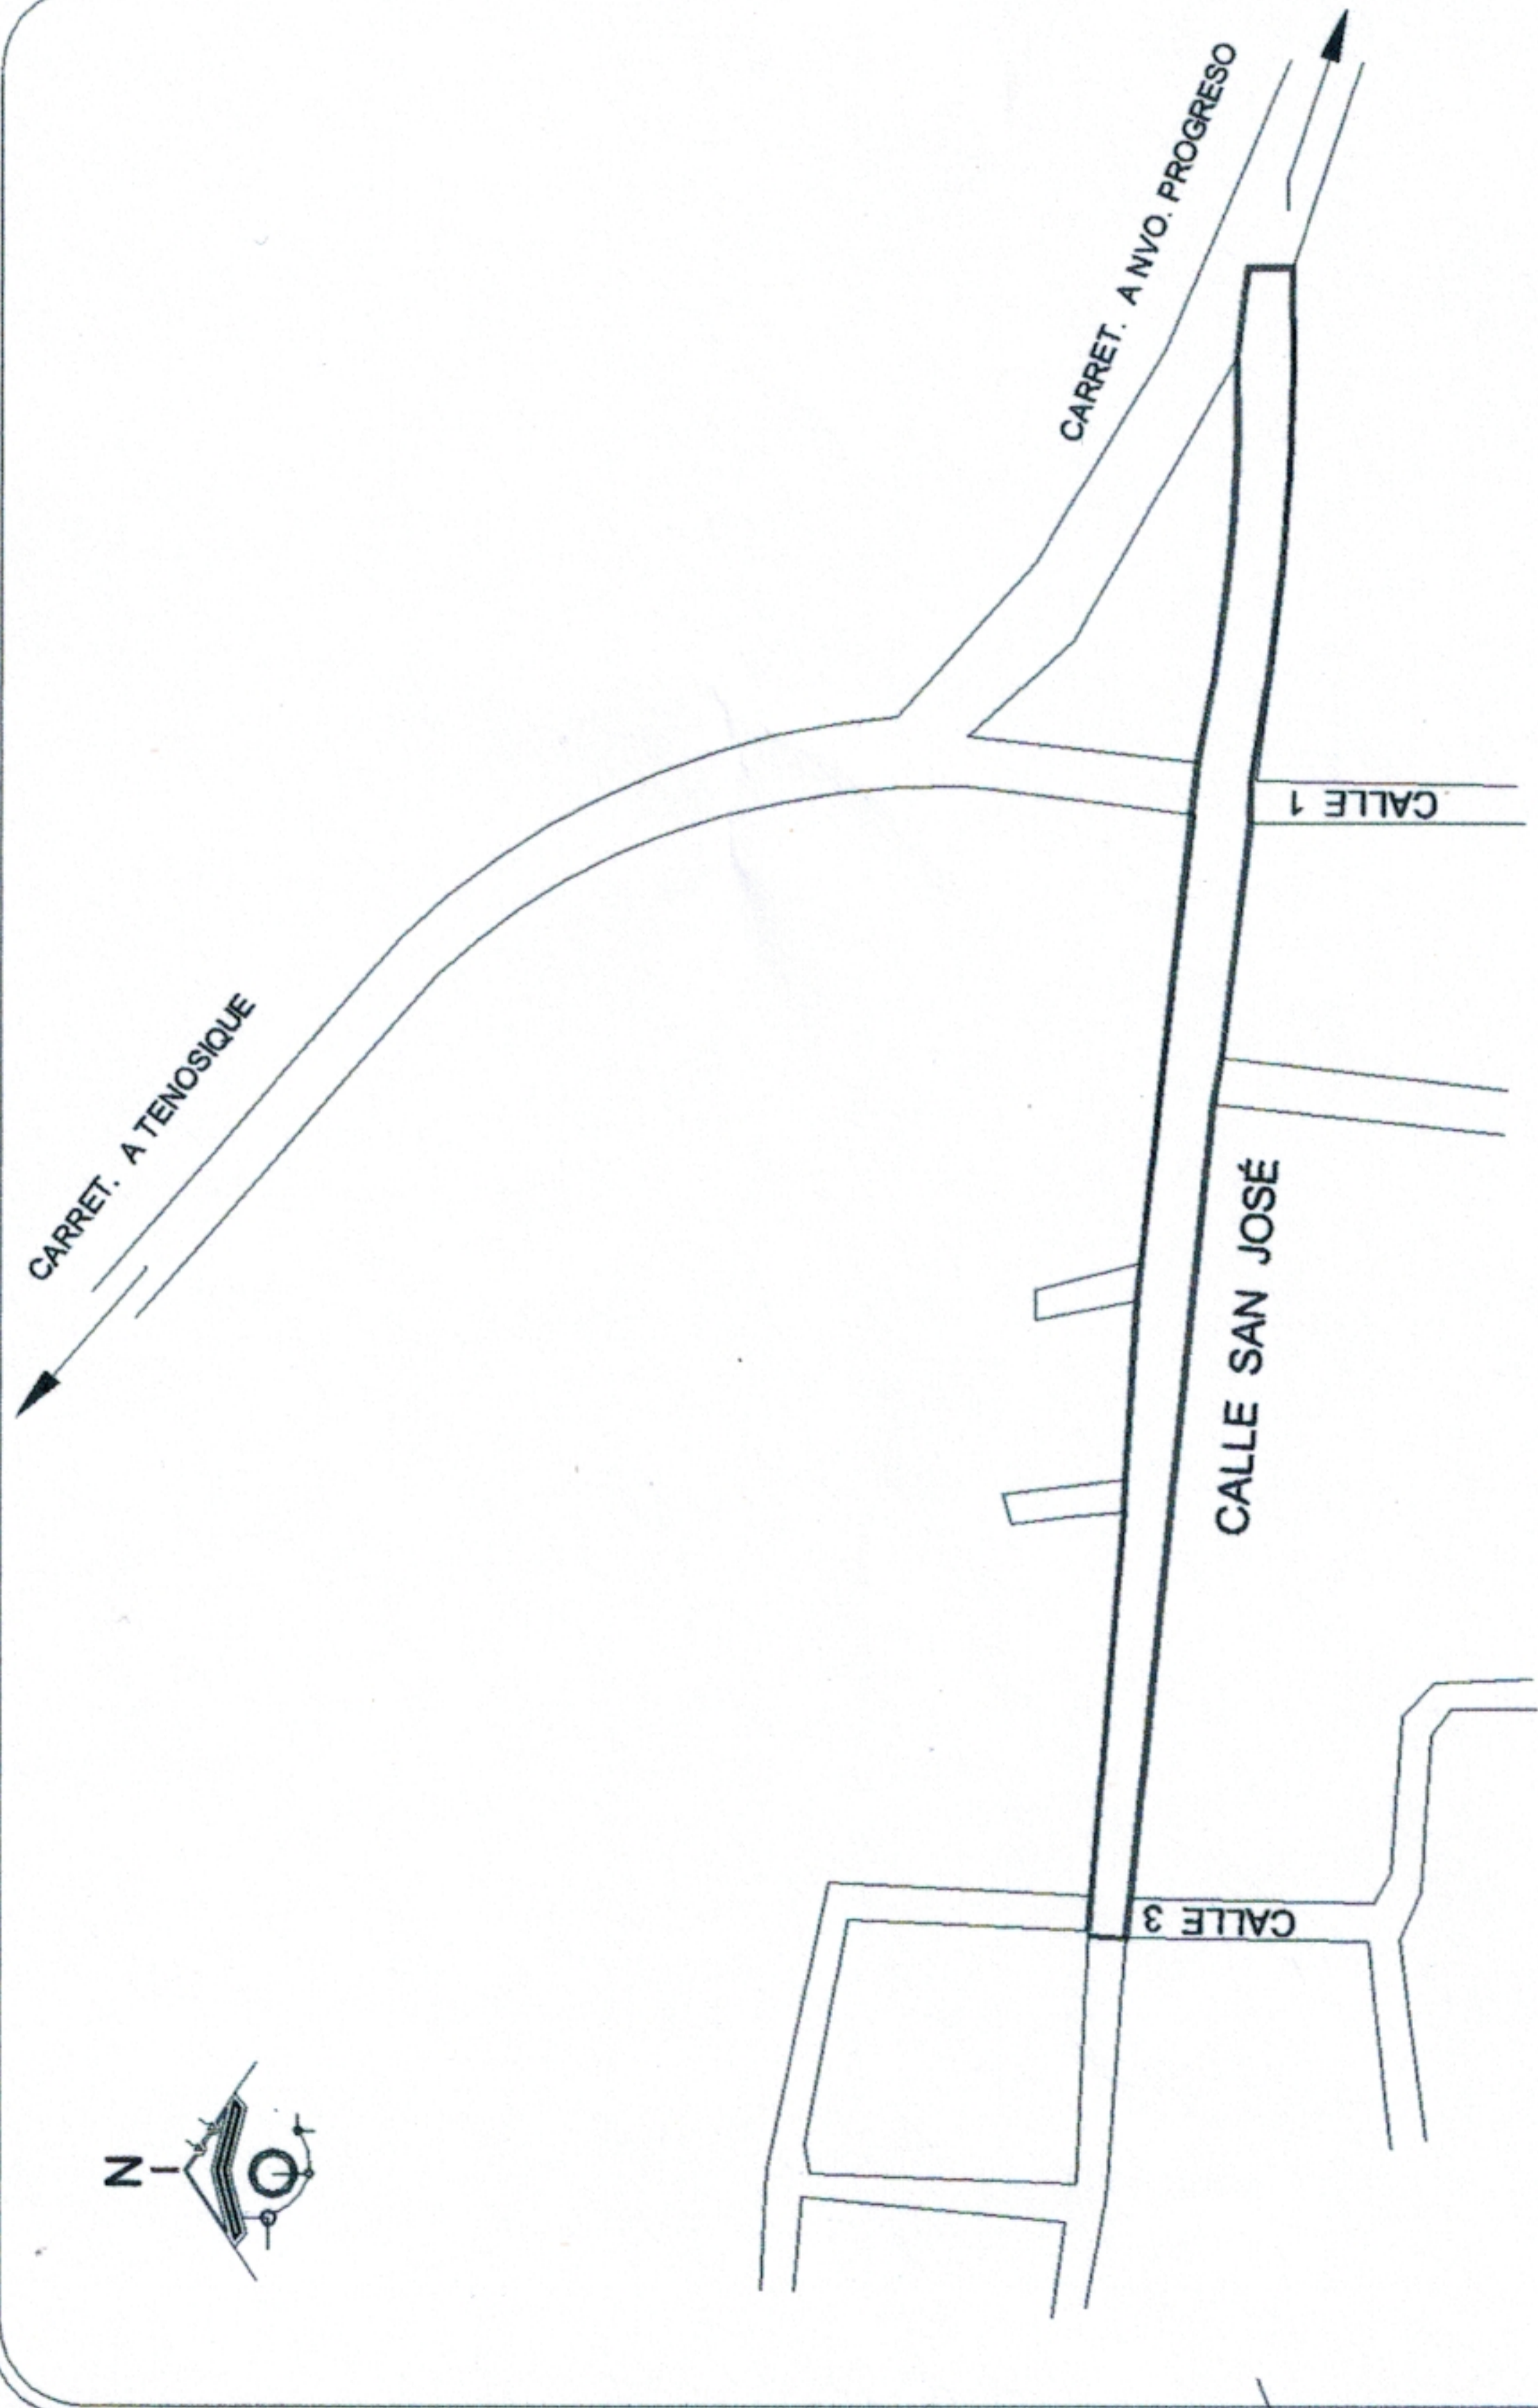 CARRET. A TENOSIQUE
CARRET. A NVO. PROGRESO
CALLE 1
CALLE SAN JOSÉ
CALLE 3
N